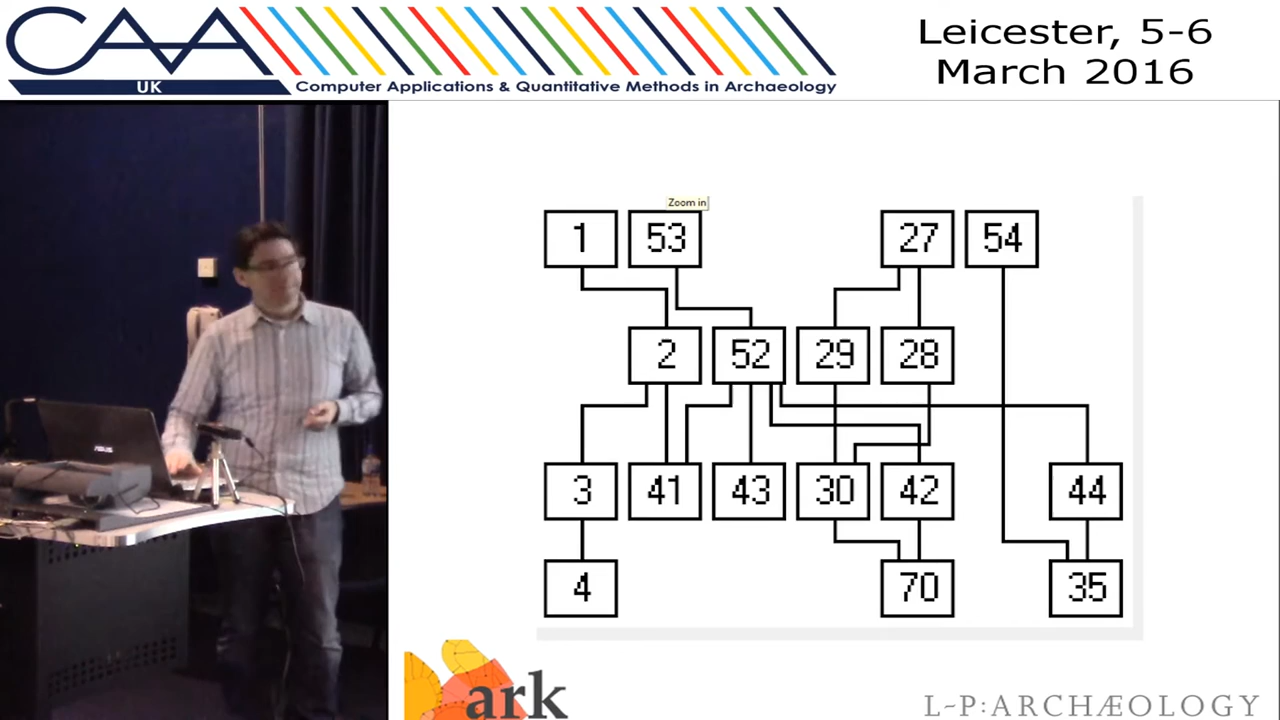 CAA
UK
Computer Applications & Quantitative Methods in Archaeology
Leicester, 5-6
March 2016
Zoom in
1 53 27 54
2 52 29 28
3 41 43 30 42 44
4 70 35
ASUS
ark
L-P:ARCHÆOLOGY